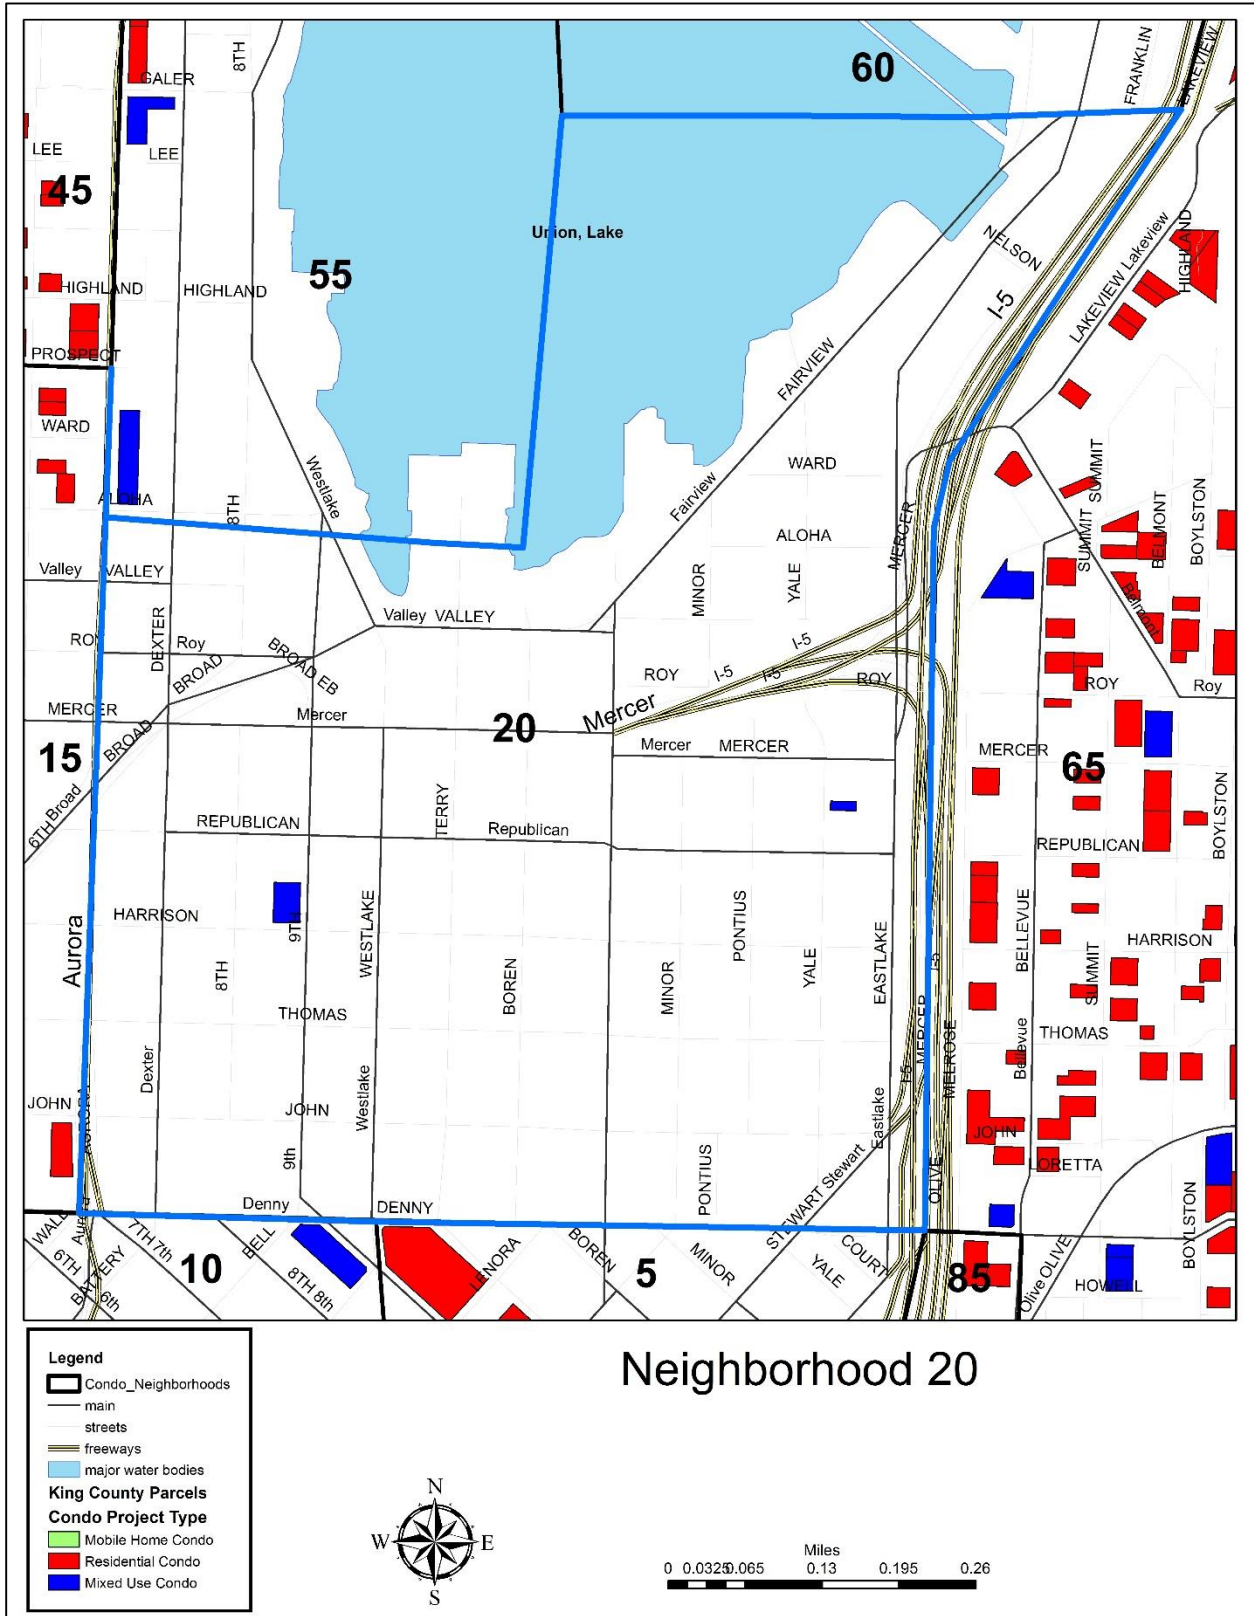 60
FRANKLIN
LAKEVIEW
8TH
GALER
LEE
LEE
45
Union, Lake
NELSON
HIGHLAND
LAKEVIEW Lakeview
55
HIGHLAND
HIGHLAND
I-5
PROSPECT
FAIRVIEW
WARD
WARD
SUMMIT
Westlake
Fairview
8TH
ALOHA
ALOHA
MERCER
SUMMIT
BELMONT
BOYLSTON
Valley
VALLEY
MINOR
YALE
Belmont
Valley VALLEY
ROY
DEXTER
Roy
BROAD
BROAD EB
I-5
I-5
I-5
ROY
ROY
ROY
Roy
MERCER
Mercer
20
Mercer
BROAD
15
Mercer
MERCER
MERCER
65
6TH
Broad
REPUBLICAN
TERRY
Republican
REPUBLICAN
BOYLSTON
HARRISON
9TH
WESTLAKE
PONTIUS
BELLEVUE
HARRISON
Aurora
8TH
BOREN
MINOR
YALE
EASTLAKE
I-5
SUMMIT
THOMAS
THOMAS
MERCER
MELROSE
Bellevue
Dexter
Westlake
I-5
Eastlake
JOHN
AURORA
JOHN
JOHN
9th
PONTIUS
STEWART Stewart
OLIVE
LORETTA
Denny
DENNY
BOYLSTON
WALL
Aurora
7TH 7th
BELL
6TH
BATTERY
6th
10
8TH 8th
LENORA
BOREN
5
MINOR
YALE
COURT
85
Olive OLIVE
HOWELL
Neighborhood 20
Legend
Condo_Neighborhoods
main
streets
freeways
major water bodies
King County Parcels
Condo Project Type
Mobile Home Condo
Residential Condo
Mixed Use Condo
N
W
E
S
Miles
0 0.0325 0.065 0.13 0.195 0.26